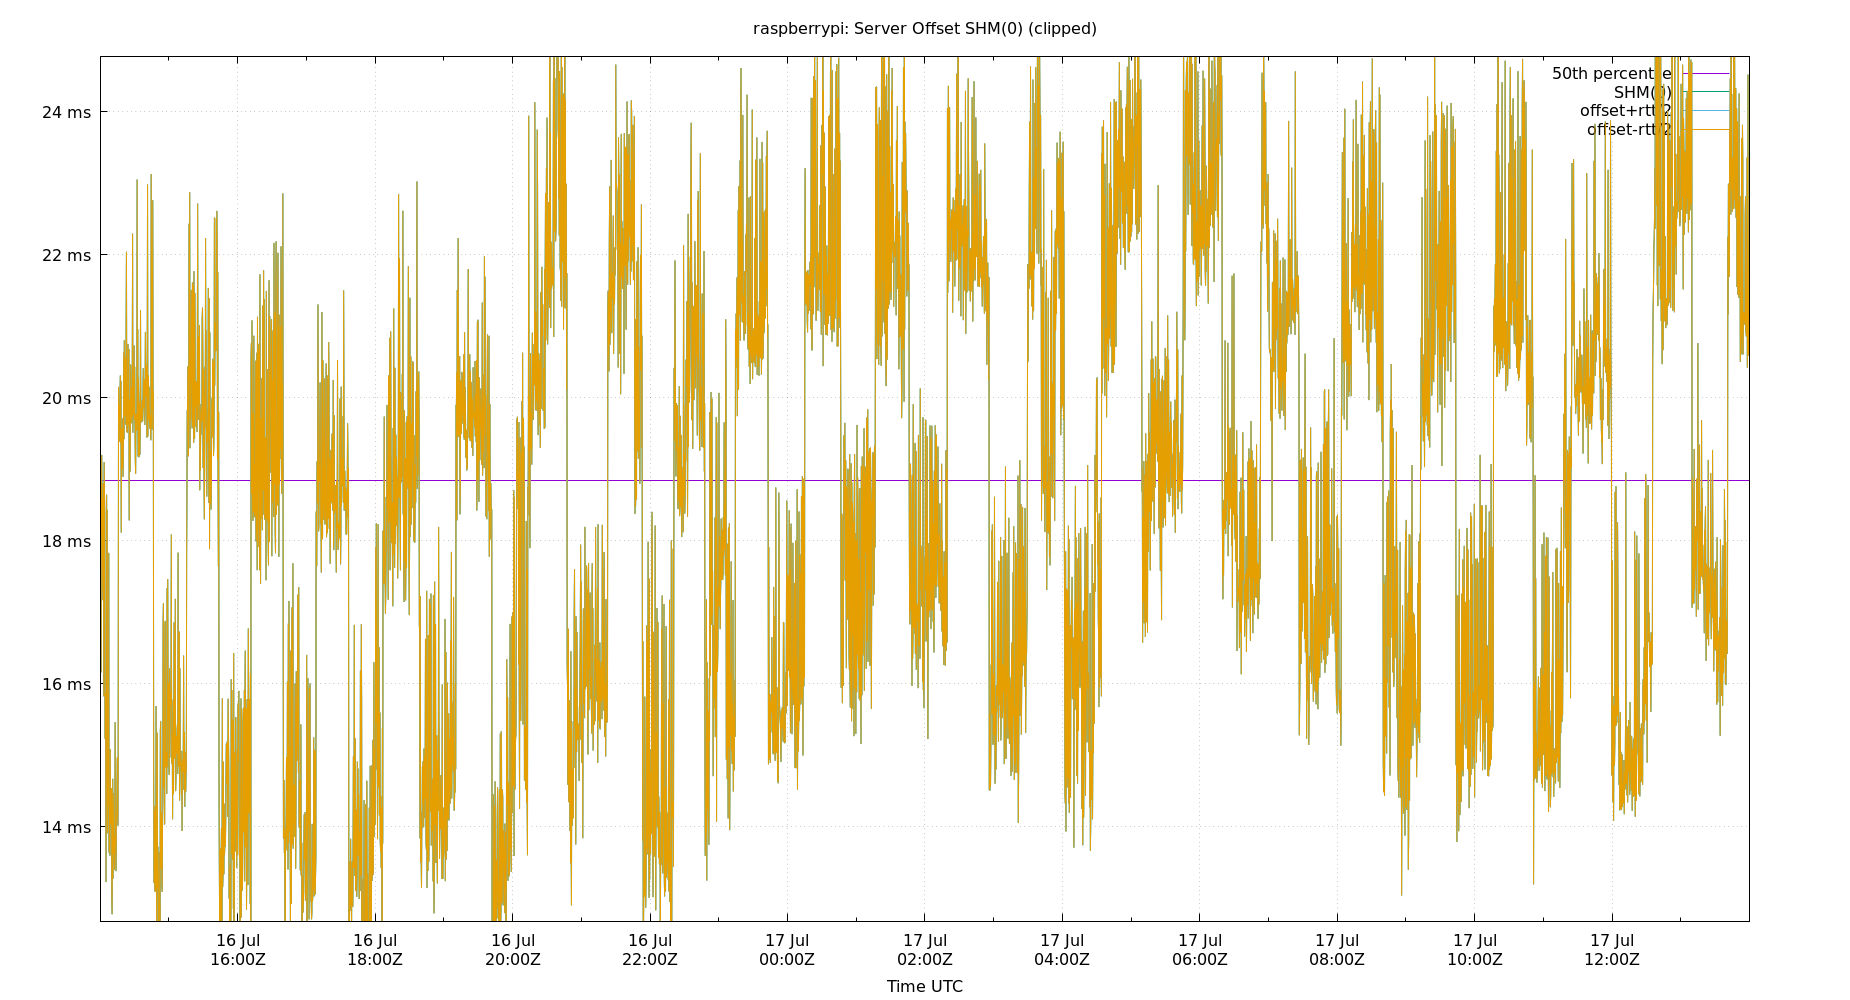 raspberrypi: Server Offset SHM(0) (clipped)
50th percentile
SHM(0)
offset+rtt/2
offset-rtt/2
24 ms
22 ms
20 ms
18 ms
16 ms
14 ms
16 Jul 16 Jul 16 Jul 16 Jul 17 Jul 17 Jul 17 Jul 17 Jul 17 Jul 17 Jul 17 Jul
16:00Z 18:00Z 20:00Z 22:00Z 00:00Z 02:00Z 04:00Z 06:00Z 08:00Z 10:00Z 12:00Z
Time UTC